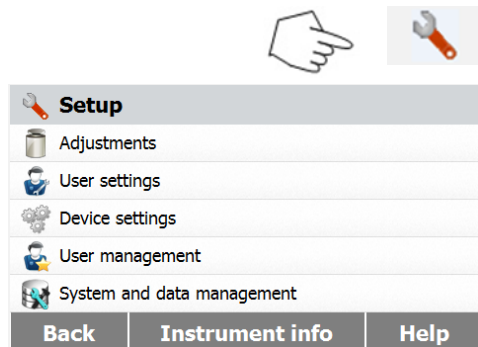 Setup
Adjustments
User settings
Device settings
User management
System and data management
Back Instrument info Help